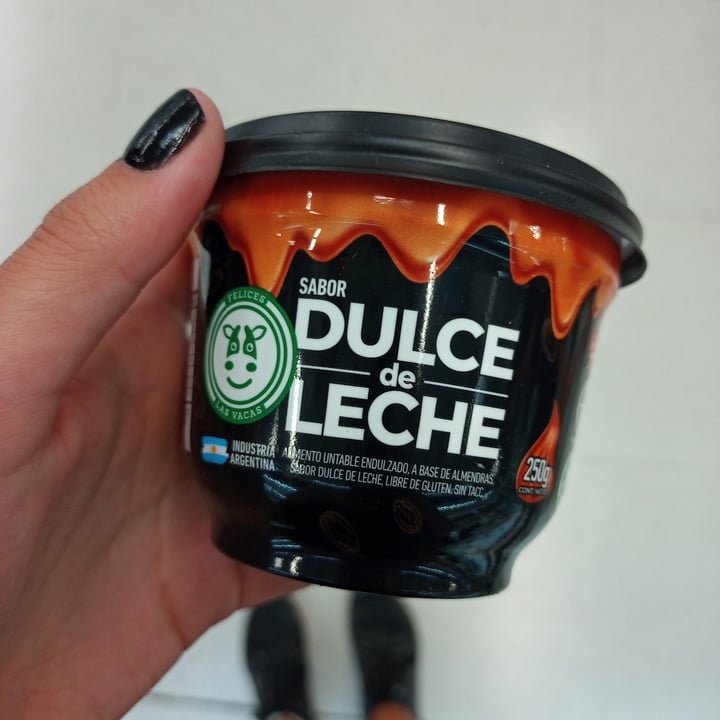 SABOR
DULCE
de
LECHE
FELICES
LAS VACAS
INDUSTRIA
ARGENTINA
ALIMENTO UNTABLE ENDULZADO, A BASE DE ALMENDRAS,
SABOR DULCE DE LECHE, LIBRE DE GLUTEN. SIN TACC.
250g
CONT. NETO